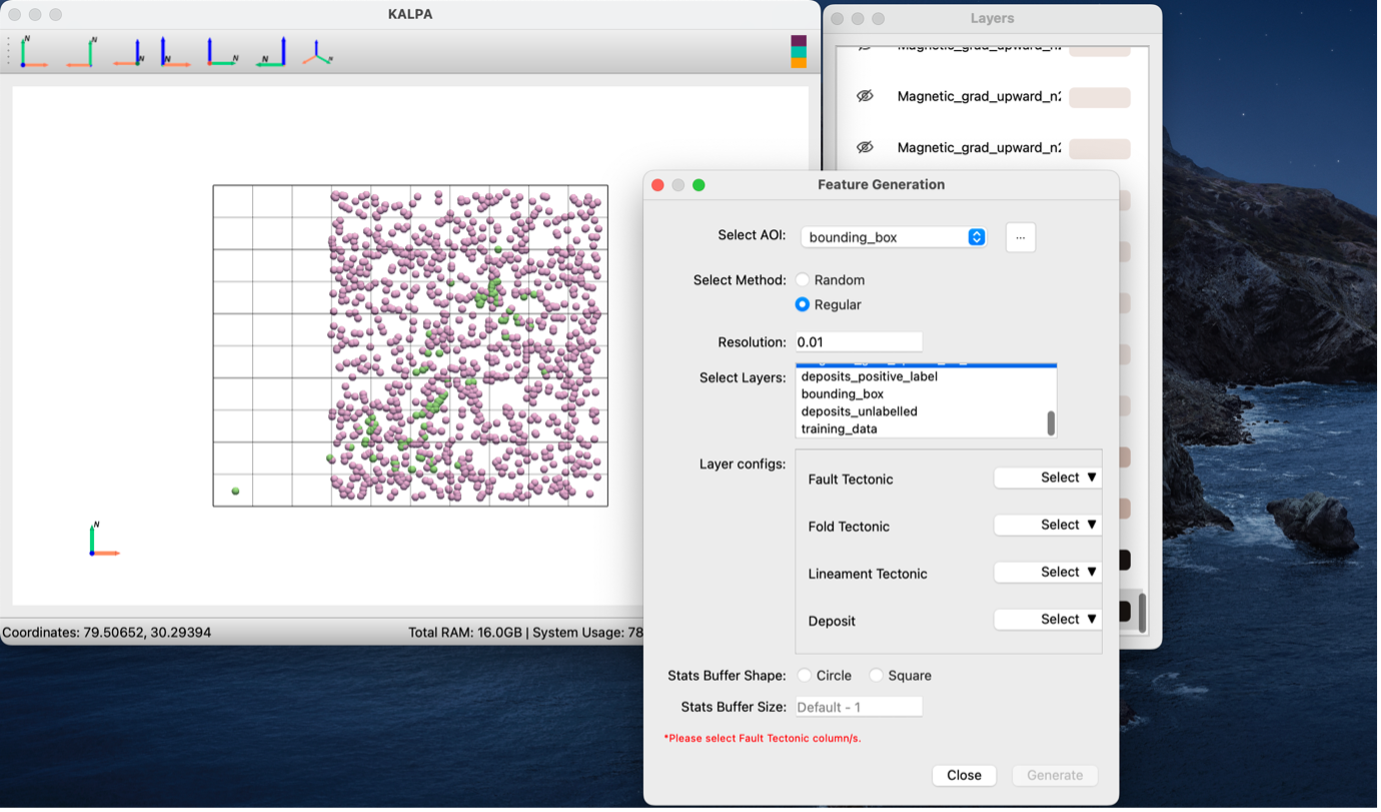 KALPA
Layers
N N N N N N N
Magnetic_grad_upward_n2
Magnetic_grad_upward_n2
Feature Generation
Select AOI: bounding_box ...
Select Method: Random
Regular
Resolution: 0.01
Select Layers:
deposits_positive_label
bounding_box
deposits_unlabelled
training_data
Layer configs:
Fault Tectonic Select ▼
Fold Tectonic Select ▼
Lineament Tectonic Select ▼
Deposit Select ▼
N
Coordinates: 79.50652, 30.29394 Total RAM: 16.0GB | System Usage: 78
Stats Buffer Shape: Circle Square
Stats Buffer Size: Default - 1
*Please select Fault Tectonic column/s.
Close Generate